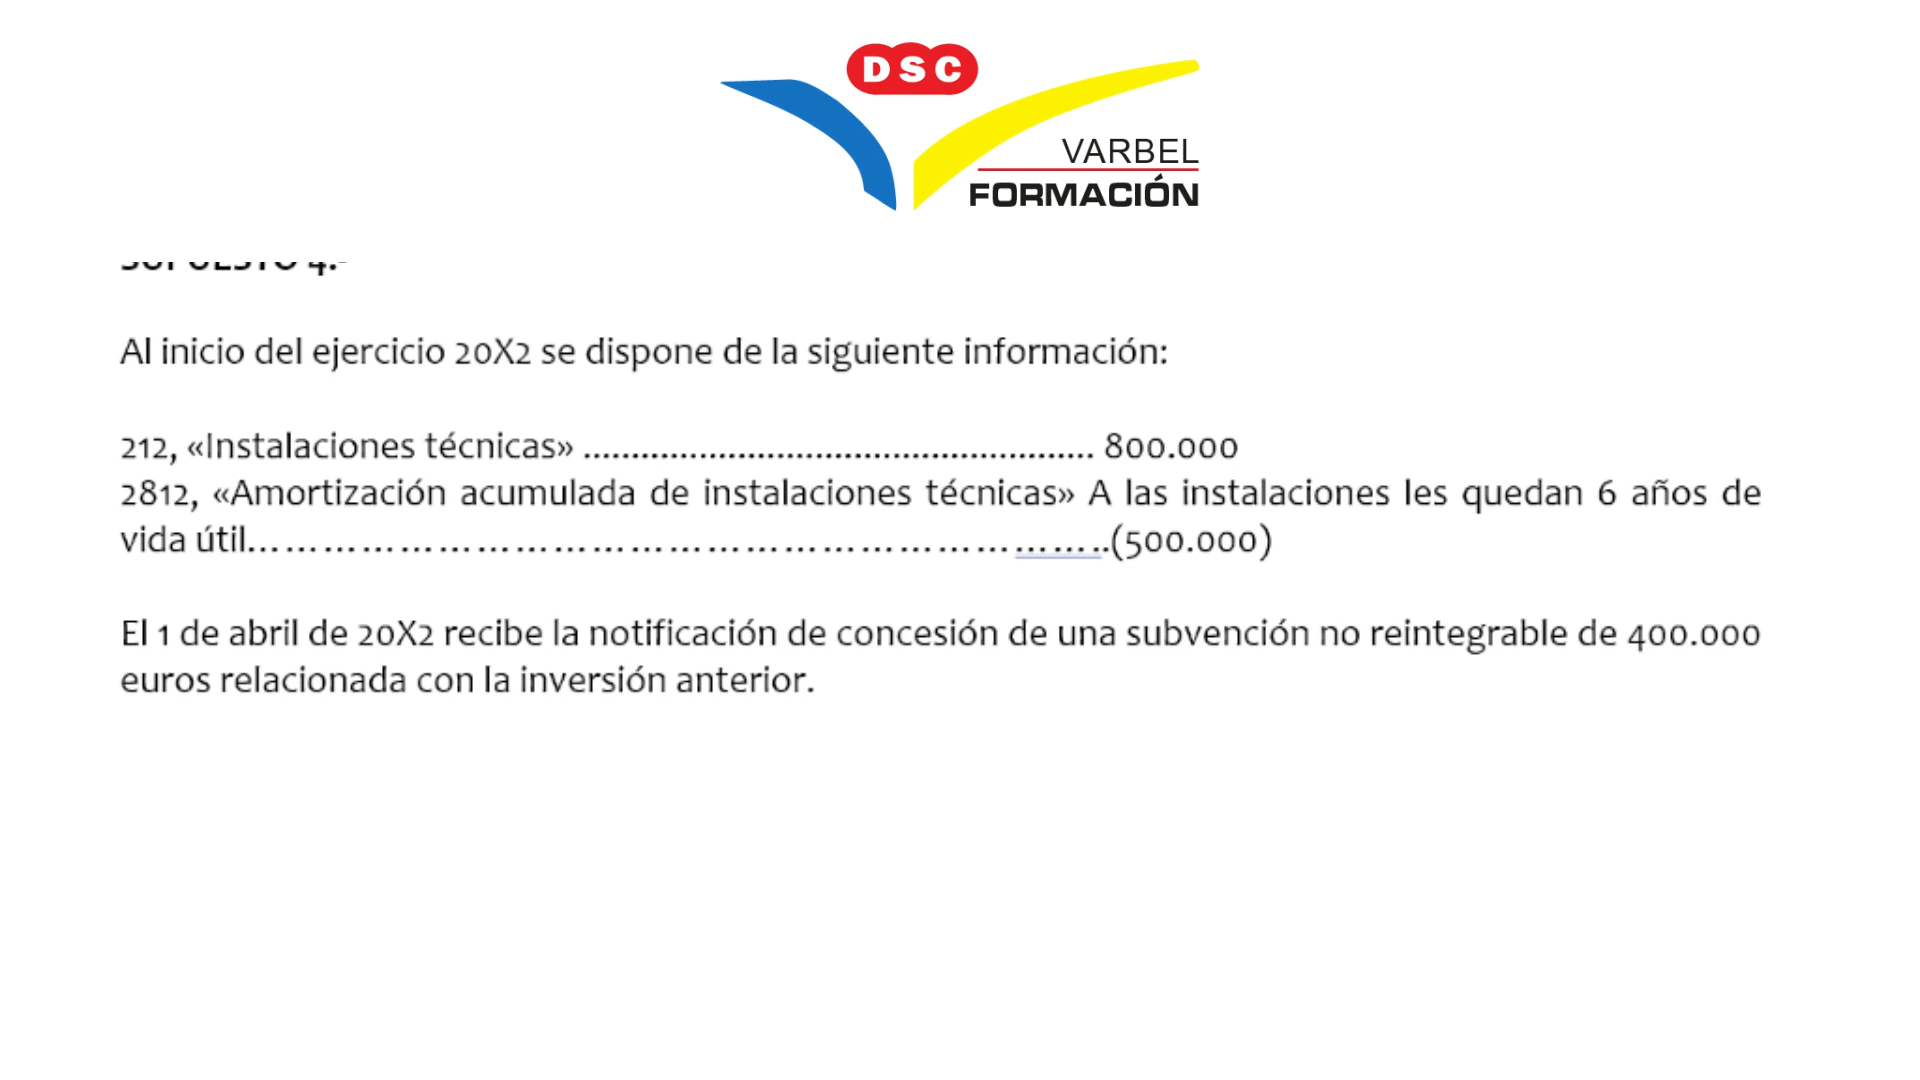 DSC
VARBEL
FORMACIÓN
SUPUESTO 4.-
Al inicio del ejercicio 20X2 se dispone de la siguiente información:
212, «Instalaciones técnicas» ..................................................... 800.000
2812, «Amortización acumulada de instalaciones técnicas» A las instalaciones les quedan 6 años de
vida útil……………………………………………………………..(500.000)
El 1 de abril de 20X2 recibe la notificación de concesión de una subvención no reintegrable de 400.000
euros relacionada con la inversión anterior.